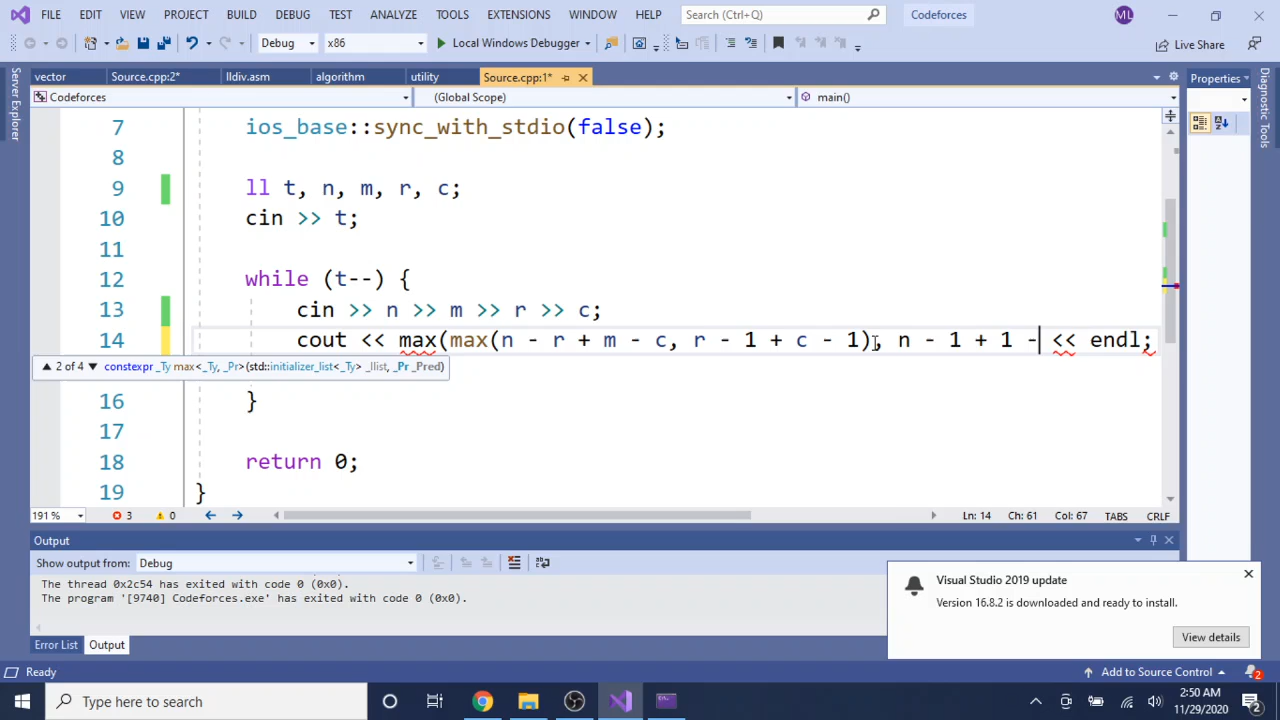 FILE EDIT VIEW PROJECT BUILD DEBUG TEST ANALYZE TOOLS EXTENSIONS WINDOW HELP Search (Ctrl+Q) Codeforces ML
Debug x86 Local Windows Debugger Live Share
vector Source.cpp:2* lldiv.asm algorithm utility Source.cpp:1* Properties
Codeforces (Global Scope) main()
Server Explorer
Diagnostic Tools
7 ios_base::sync_with_stdio(false);
8
9 ll t, n, m, r, c;
10 cin >> t;
11
12 while (t--) {
13 cin >> n >> m >> r >> c;
14 cout << max(max(n - r + m - c, r - 1 + c - 1), n - 1 + 1 - << endl;
2 of 4 constexpr _Ty max<_Ty, _Pr>(std::initializer_list<_Ty> _Ilist, _Pr _Pred)
16 }
17
18 return 0;
19 }
191 % 3 0 Ln: 14 Ch: 61 Col: 67 TABS CRLF
Output
Show output from: Debug
The thread 0x2c54 has exited with code 0 (0x0).
The program '[9740] Codeforces.exe' has exited with code 0 (0x0).
Visual Studio 2019 update
Version 16.8.2 is downloaded and ready to install.
View details
Error List Output
Ready Add to Source Control 2
Type here to search
2:50 AM
11/29/2020
2